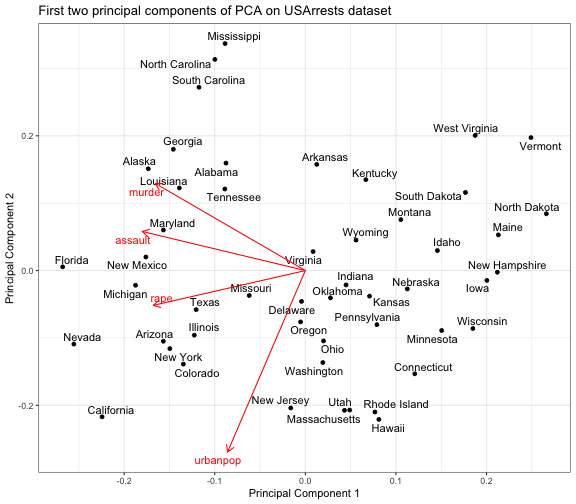 First two principal components of PCA on USArrests dataset
Mississippi
North Carolina
South Carolina
West Virginia
Vermont
0.2
Georgia
Alaska
Arkansas
Alabama
Louisiana
Kentucky
murder
Tennessee
South Dakota
North Dakota
Montana
Maryland
Maine
Wyoming
assault
Idaho
Virginia
Florida
New Mexico
New Hampshire
0.0
Indiana
Nebraska
Iowa
Michigan
rape
Missouri
Oklahoma
Texas
Kansas
Delaware
Pennsylvania
Wisconsin
Illinois
Oregon
Nevada
Arizona
Minnesota
Ohio
New York
Washington
Colorado
Connecticut
New Jersey
Utah
Rhode Island
-0.2
California
Massachusetts
Hawaii
urbanpop
-0.2
-0.1
0.0
0.1
0.2
Principal Component 1
Principal Component 2